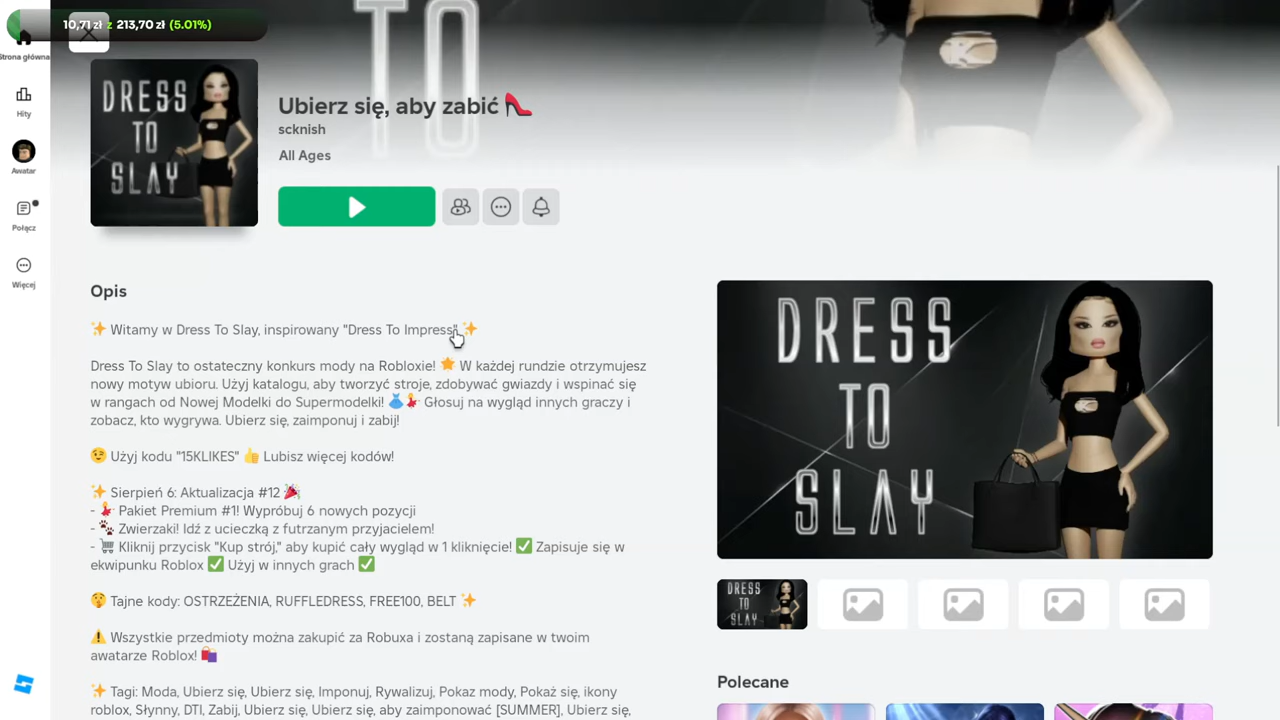 10,71 zł z 213,70 zł (5.01%)
Strona główna
Hity
Awatar
Połącz
Więcej
TO
DRESS
TO
SLAY
Ubierz się, aby zabić 👠
scknish
All Ages
Opis
✨ Witamy w Dress To Slay, inspirowany "Dress To Impress" ✨
Dress To Slay to ostateczny konkurs mody na Robloxie! 🌟 W każdej rundzie otrzymujesz
nowy motyw ubioru. Użyj katalogu, aby tworzyć stroje, zdobywać gwiazdy i wspinać się
w rangach od Nowej Modelki do Supermodelki! 👗💃 Głosuj na wygląd innych graczy i
zobacz, kto wygrywa. Ubierz się, zaimponuj i zabij!
😉 Użyj kodu "15KLIKES" 👍 Lubisz więcej kodów!
✨ Sierpień 6: Aktualizacja #12 🎉
- 💃 Pakiet Premium #1! Wypróbuj 6 nowych pozycji
- 🐾 Zwierzaki! Idź z ucieczką z futrzanym przyjacielem!
- 🛒 Kliknij przycisk "Kup strój," aby kupić cały wygląd w 1 kliknięcie! ✅ Zapisuje się w
ekwipunku Roblox ✅ Użyj w innych grach ✅
🤫 Tajne kody: OSTRZEŻENIA, RUFFLEDRESS, FREE100, BELT ✨
⚠️ Wszystkie przedmioty można zakupić za Robuxa i zostaną zapisane w twoim
awatarze Roblox! 🛍️
✨ Tagi: Moda, Ubierz się, Ubierz się, Imponuj, Rywalizuj, Pokaz mody, Pokaż się, ikony
roblox, Słynny, DTI, Zabij, Ubierz się, Ubierz się, aby zaimponować [SUMMER], Ubierz się,
DRESS
TO
SLAY
DRESS
TO
SLAY
Polecane